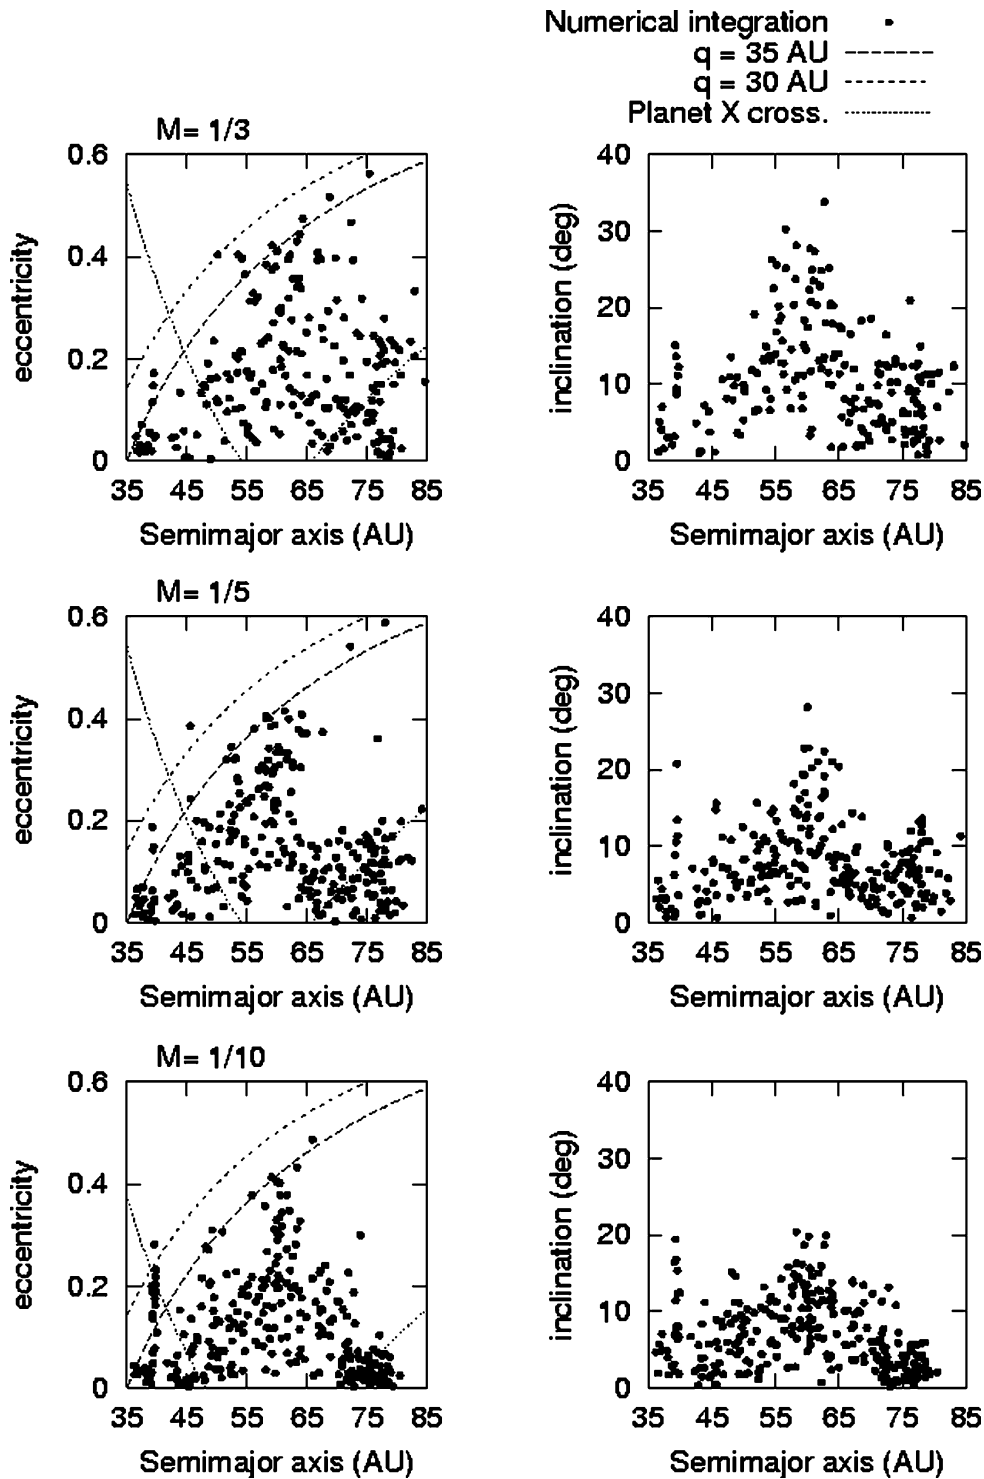 Numerical integration
q = 35 AU
q = 30 AU
Planet X cross.
M= 1/3
0.6
0.4
0.2
0
eccentricity
35 45 55 65 75 85
Semimajor axis (AU)
40
30
20
10
0
inclination (deg)
35 45 55 65 75 85
Semimajor axis (AU)
M= 1/5
0.6
0.4
0.2
0
eccentricity
35 45 55 65 75 85
Semimajor axis (AU)
40
30
20
10
0
inclination (deg)
35 45 55 65 75 85
Semimajor axis (AU)
M= 1/10
0.6
0.4
0.2
0
eccentricity
35 45 55 65 75 85
Semimajor axis (AU)
40
30
20
10
0
inclination (deg)
35 45 55 65 75 85
Semimajor axis (AU)